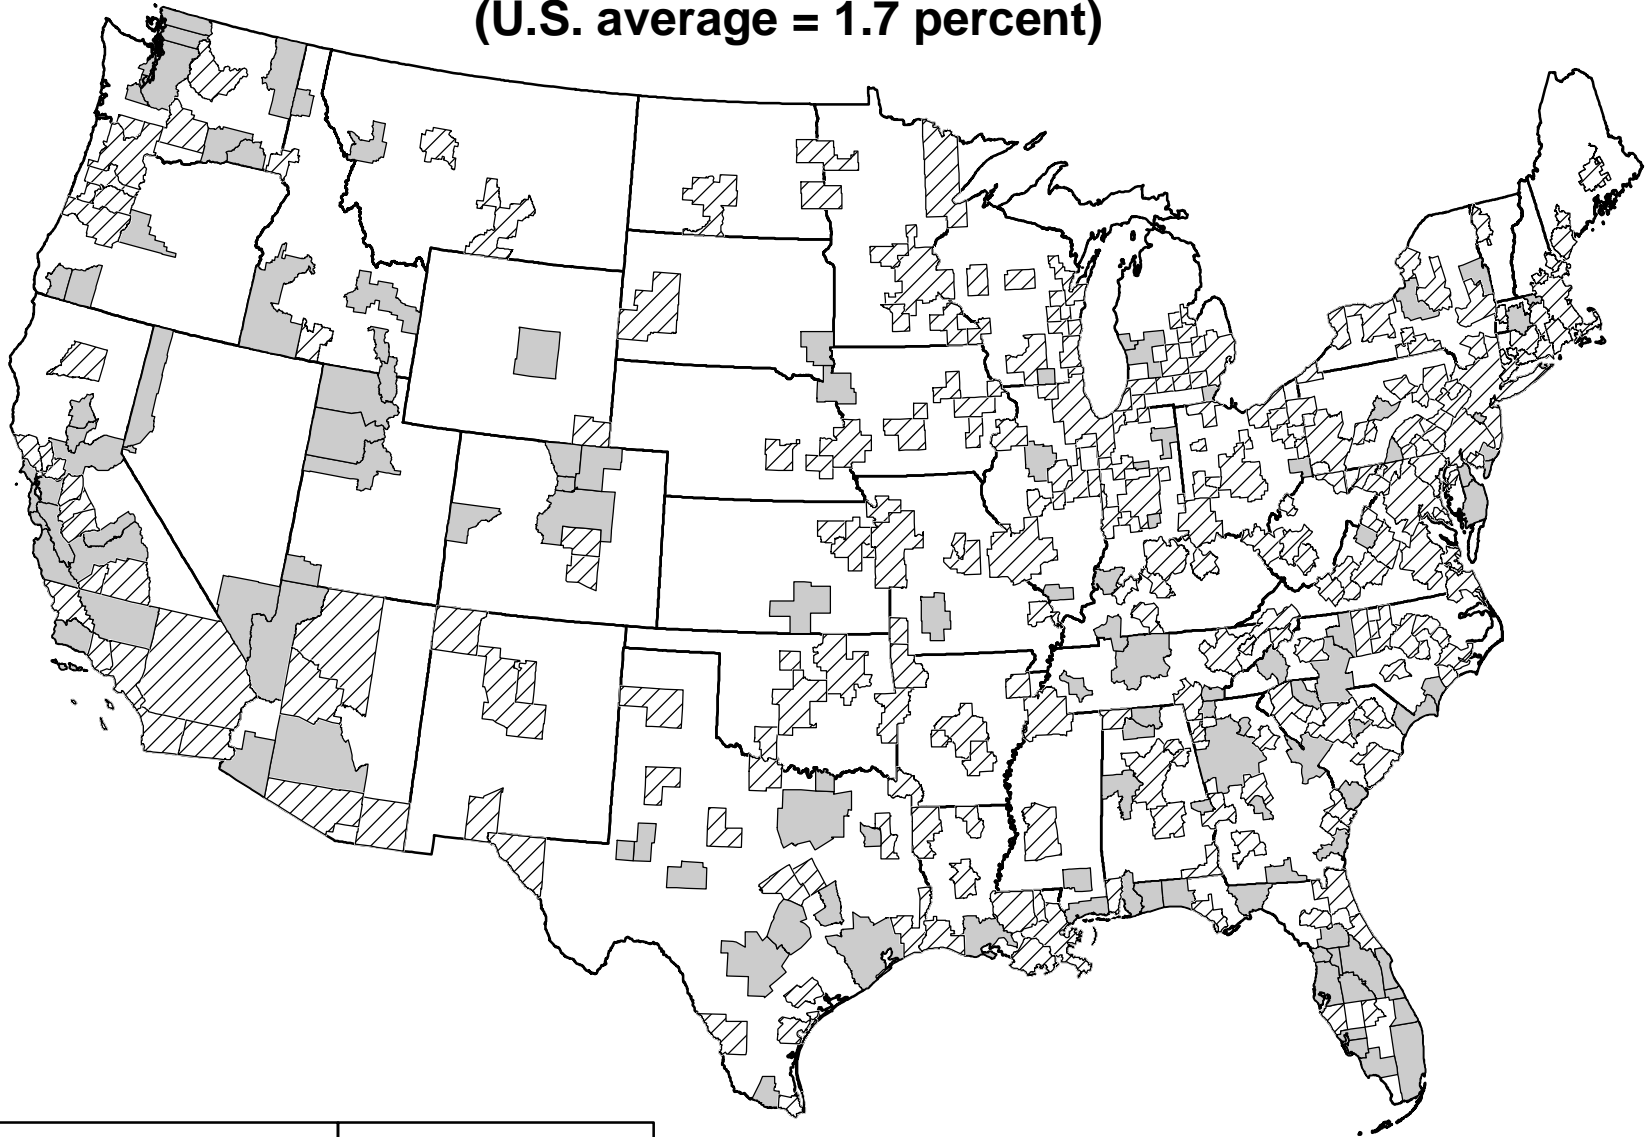 (U.S. average = 1.7 percent)